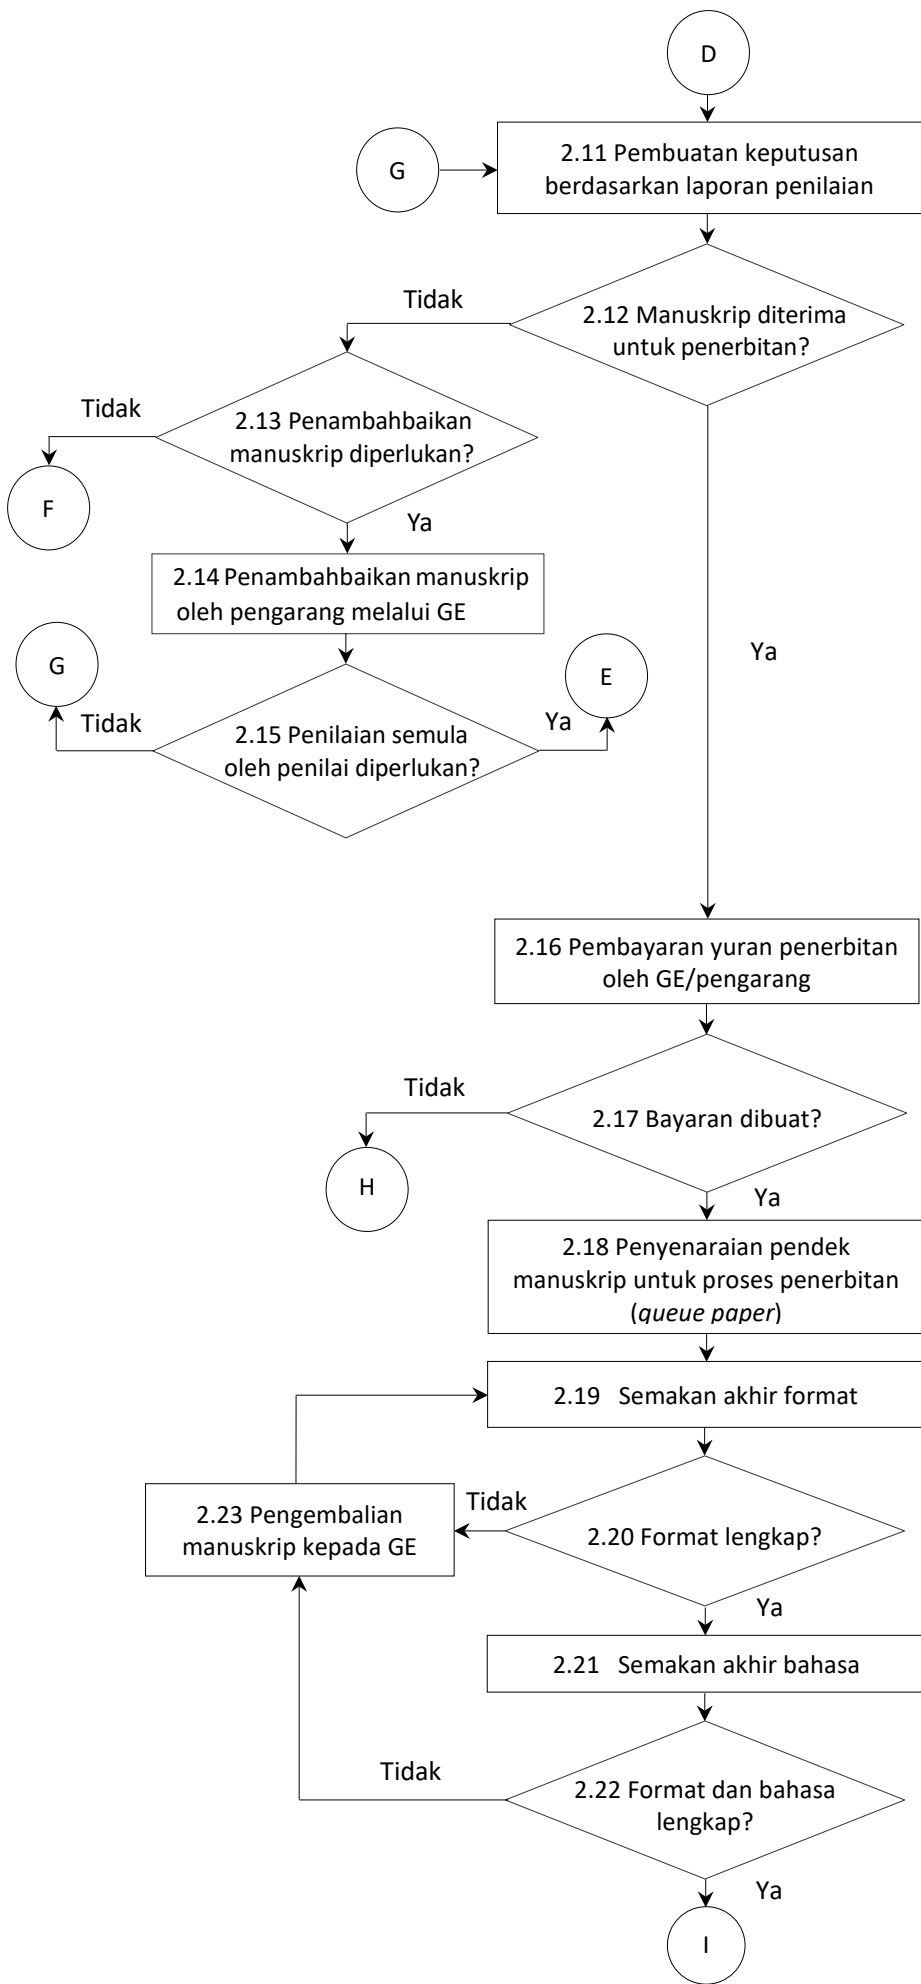 D
G
2.11 Pembuatan keputusan
berdasarkan laporan penilaian
Tidak
2.12 Manuskrip diterima
untuk penerbitan?
Tidak
2.13 Penambahbaikan
manuskrip diperlukan?
F
Ya
2.14 Penambahbaikan manuskrip
oleh pengarang melalui GE
Ya
G
E
Tidak
Ya
2.15 Penilaian semula
oleh penilai diperlukan?
2.16 Pembayaran yuran penerbitan
oleh GE/pengarang
Tidak
2.17 Bayaran dibuat?
H
Ya
2.18 Penyenaraian pendek
manuskrip untuk proses penerbitan
(queue paper)
2.19 Semakan akhir format
Tidak
2.23 Pengembalian
manuskrip kepada GE
2.20 Format lengkap?
Ya
2.21 Semakan akhir bahasa
Tidak
2.22 Format dan bahasa
lengkap?
Ya
I